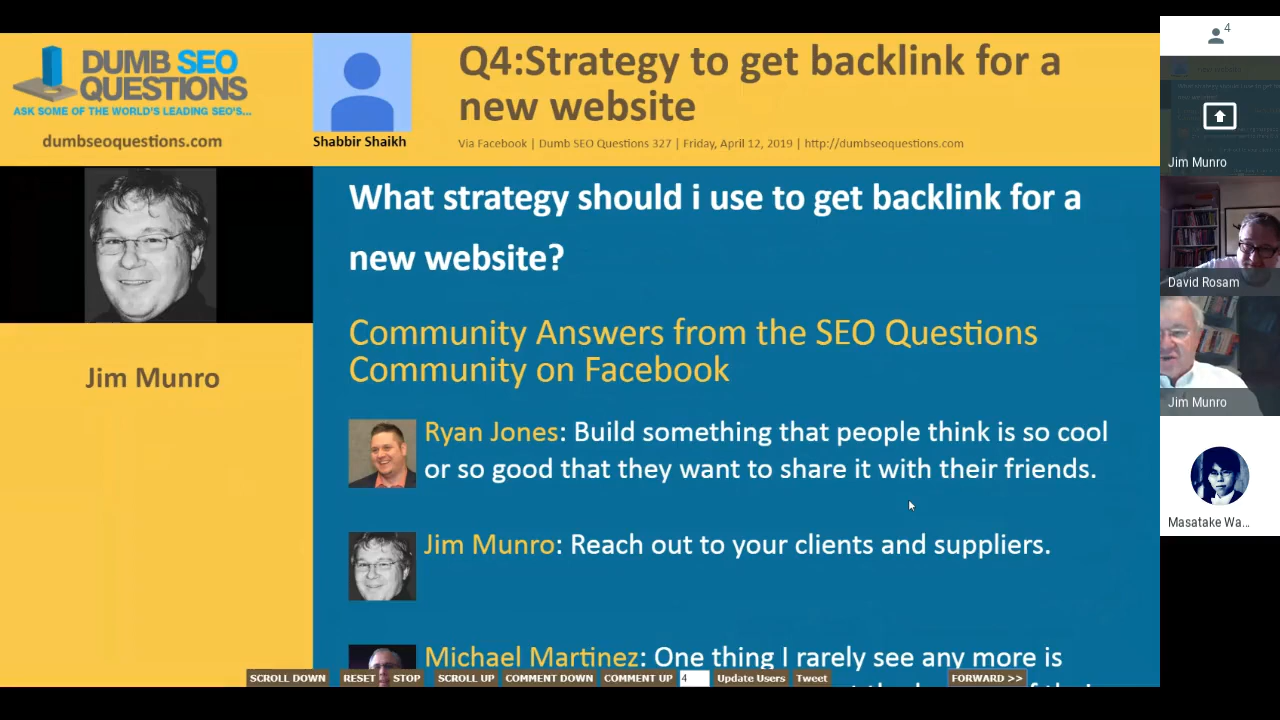 DUMB SEO
QUESTIONS
ASK SOME OF THE WORLD'S LEADING SEO'S...
dumbseoquestions.com
Shabbir Shaikh
Q4:Strategy to get backlink for a
new website
Via Facebook | Dumb SEO Questions 327 | Friday, April 12, 2019 | http://dumbseoquestions.com
Jim Munro
What strategy should i use to get backlink for a
new website?
Community Answers from the SEO Questions
Community on Facebook
Ryan Jones: Build something that people think is so cool
or so good that they want to share it with their friends.
Jim Munro: Reach out to your clients and suppliers.
Michael Martinez: One thing I rarely see any more is
SCROLL DOWN RESET STOP SCROLL UP COMMENT DOWN COMMENT UP 4 Update Users Tweet FORWARD >>
4
Jim Munro
David Rosam
Jim Munro
Masatake Wa...